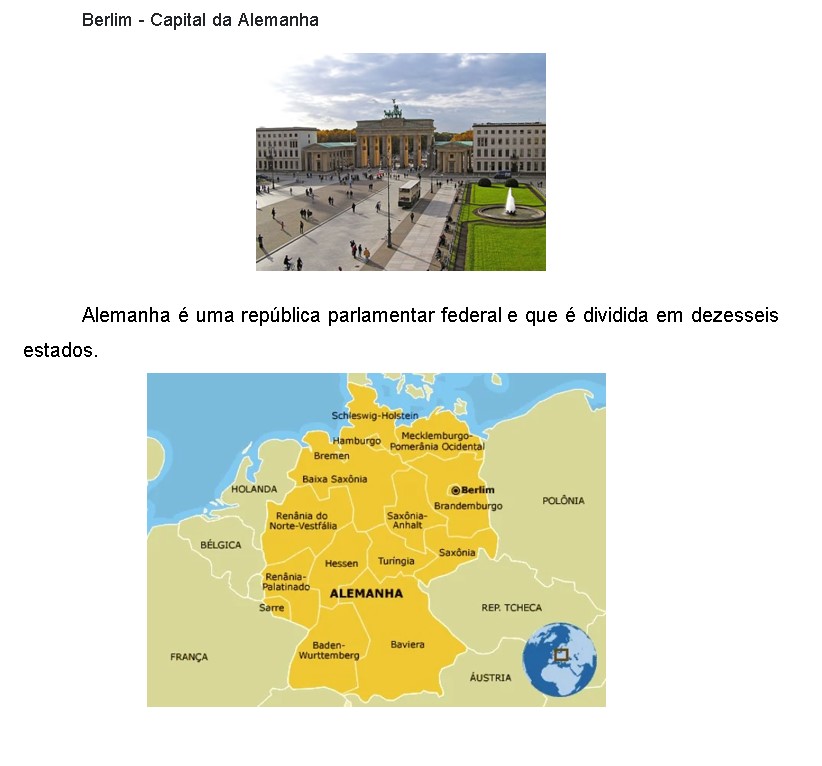 Berlim - Capital da Alemanha
Alemanha é uma república parlamentar federal e que é dividida em dezesseis
estados.
Schleswig-Holstein
Hamburgo
Mecklemburgo-
Pomerânia Ocidental
Bremen
Baixa Saxônia
HOLANDA
Berlim
Brandemburgo
POLÔNIA
Renânia do
Norte-Vestfália
Saxônia-
Anhalt
BÉLGICA
Hessen
Turíngia
Saxônia
Renânia-
Palatinado
ALEMANHA
Sarre
REP. TCHECA
FRANÇA
Baden-
Wurttemberg
Baviera
ÁUSTRIA